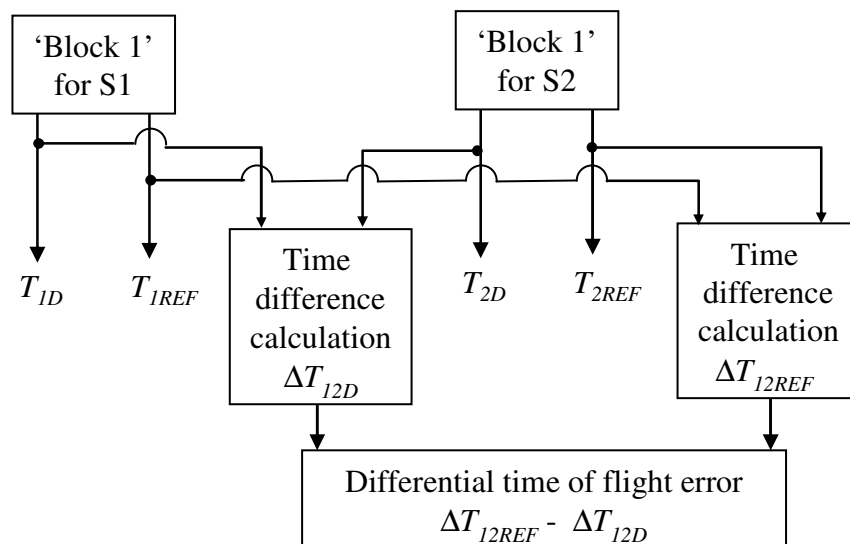 ‘Block 1’
for S1
‘Block 1’
for S2
T1D
T1REF
Time
difference
calculation
ΔT12D
T2D
T2REF
Time
difference
calculation
ΔT12REF
Differential time of flight error
ΔT12REF - ΔT12D